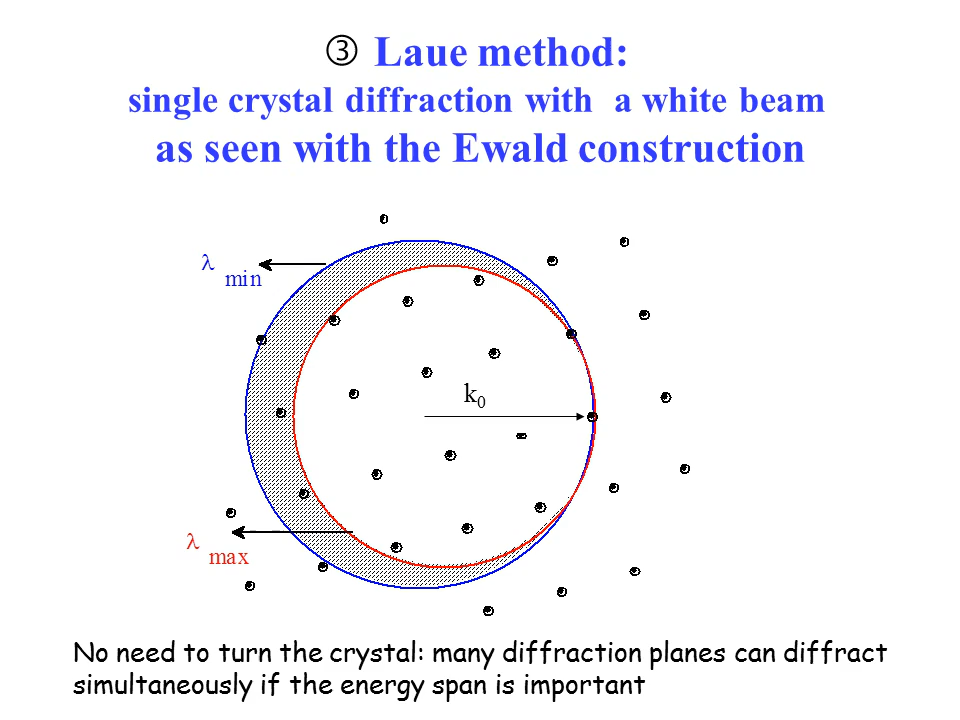 ③ Laue method:
single crystal diffraction with a white beam
as seen with the Ewald construction
λ min
k0
λ max
No need to turn the crystal: many diffraction planes can diffract
simultaneously if the energy span is important